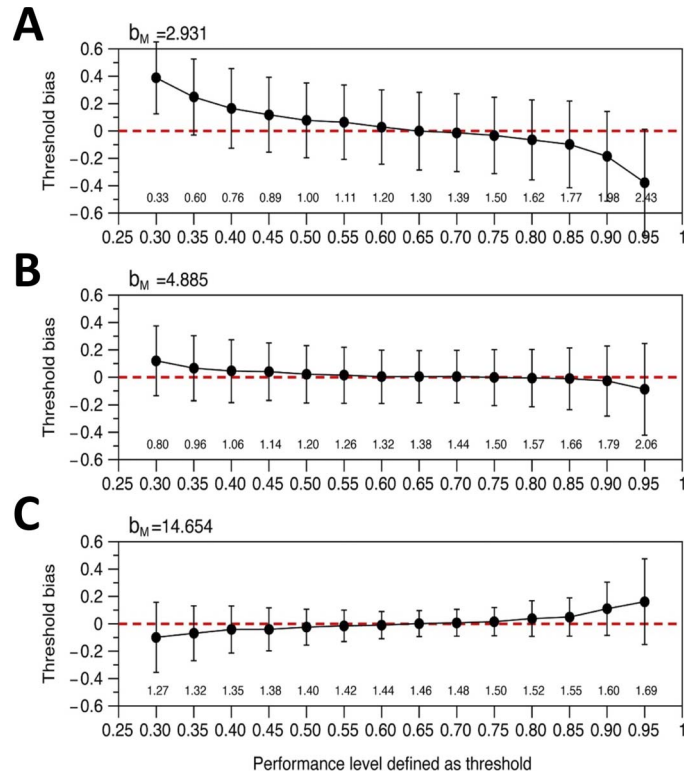 A
b_M =2.931
Threshold bias
0.6
0.4
0.2
0
−0.2
−0.4
−0.6
0.33 0.60 0.76 0.89 1.00 1.11 1.20 1.30 1.39 1.50 1.62 1.77 1.98 2.43
0.25 0.30 0.35 0.40 0.45 0.50 0.55 0.60 0.65 0.70 0.75 0.80 0.85 0.90 0.95 1
B
b_M =4.885
Threshold bias
0.6
0.4
0.2
0
−0.2
−0.4
−0.6
0.80 0.96 1.06 1.14 1.20 1.26 1.32 1.38 1.44 1.50 1.57 1.66 1.79 2.06
0.25 0.30 0.35 0.40 0.45 0.50 0.55 0.60 0.65 0.70 0.75 0.80 0.85 0.90 0.95 1
C
b_M =14.654
Threshold bias
0.6
0.4
0.2
0
−0.2
−0.4
−0.6
1.27 1.32 1.35 1.38 1.40 1.42 1.44 1.46 1.48 1.50 1.52 1.55 1.60 1.69
0.25 0.30 0.35 0.40 0.45 0.50 0.55 0.60 0.65 0.70 0.75 0.80 0.85 0.90 0.95 1
Performance level defined as threshold